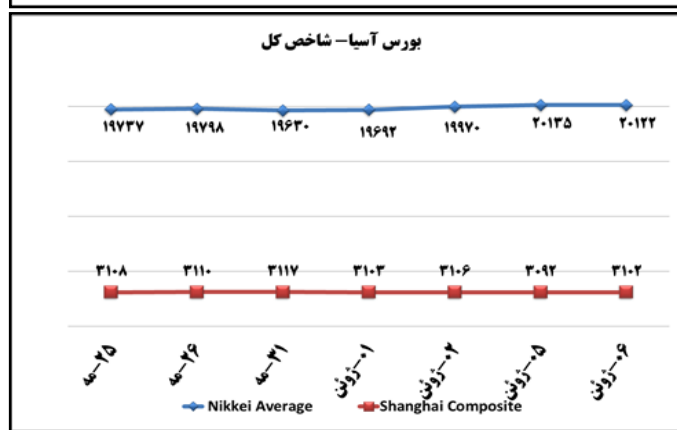 بورس آسیا– شاخص کل
۱۹۷۳۷ ۱۹۷۹۸ ۱۹۶۳۰ ۱۹۶۹۲ ۱۹۹۷۰ ۲۰۱۳۵ ۲۰۱۲۲
۳۱۰۸ ۳۱۱۰ ۳۱۱۷ ۳۱۰۳ ۳۱۰۶ ۳۰۹۲ ۳۱۰۲
۲۵–مه ۲۶–مه ۳۱–مه ۰۱–ژوئن ۰۲–ژوئن ۰۵–ژوئن ۰۶–ژوئن
Nikkei Average Shanghai Composite